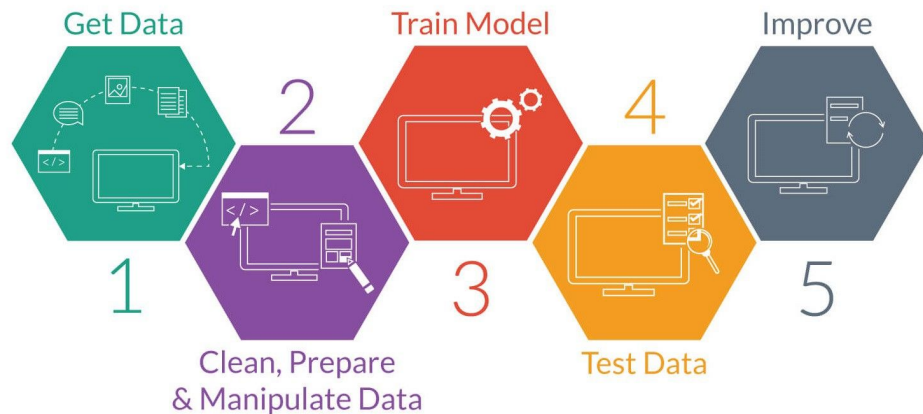 Get Data
1
2
Clean, Prepare
& Manipulate Data
Train Model
3
4
Test Data
Improve
5
</>
</>